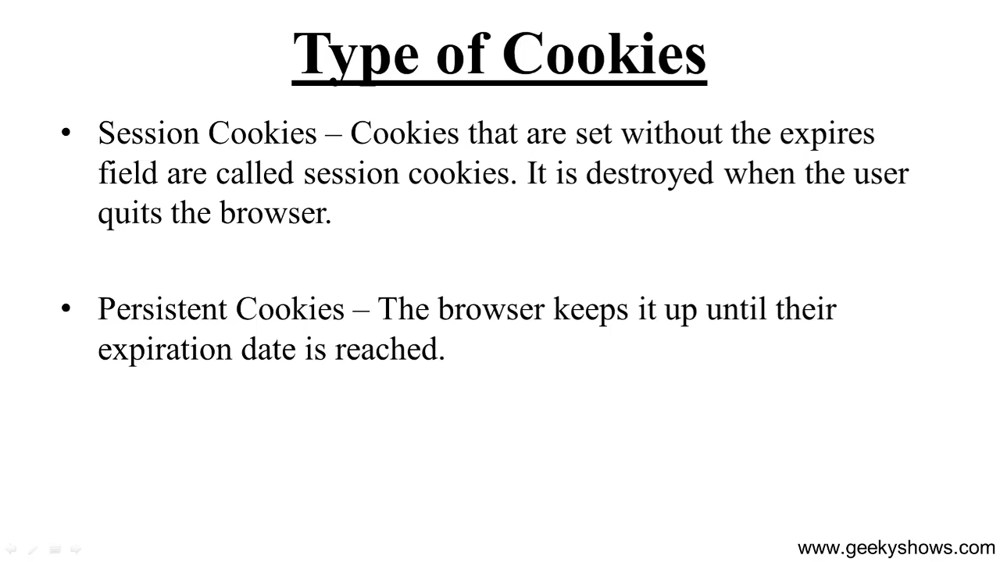 Type of Cookies
• Session Cookies – Cookies that are set without the expires
field are called session cookies. It is destroyed when the user
quits the browser.
• Persistent Cookies – The browser keeps it up until their
expiration date is reached.
www.geekyshows.com